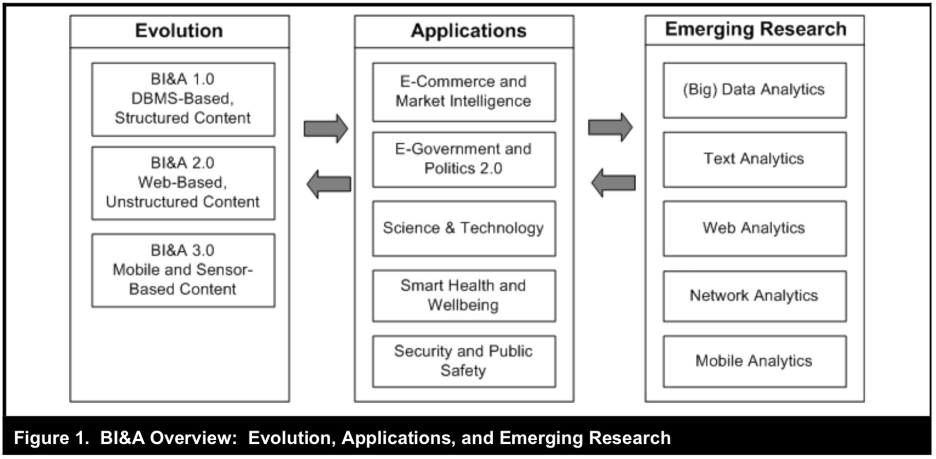 Evolution
BI&A 1.0
DBMS-Based,
Structured Content
BI&A 2.0
Web-Based,
Unstructured Content
BI&A 3.0
Mobile and Sensor-
Based Content
Applications
E-Commerce and
Market Intelligence
E-Government and
Politics 2.0
Science & Technology
Smart Health and
Wellbeing
Security and Public
Safety
Emerging Research
(Big) Data Analytics
Text Analytics
Web Analytics
Network Analytics
Mobile Analytics
Figure 1. BI&A Overview: Evolution, Applications, and Emerging Research